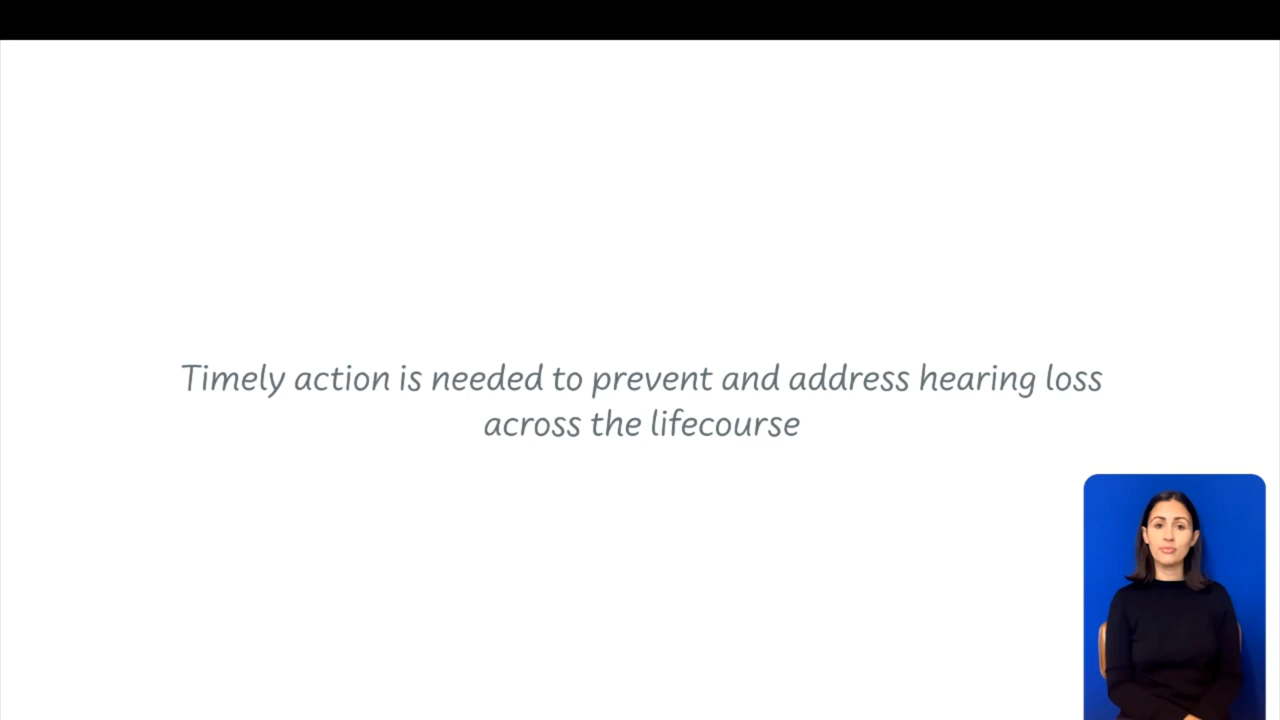 Timely action is needed to prevent and address hearing loss
across the lifecourse